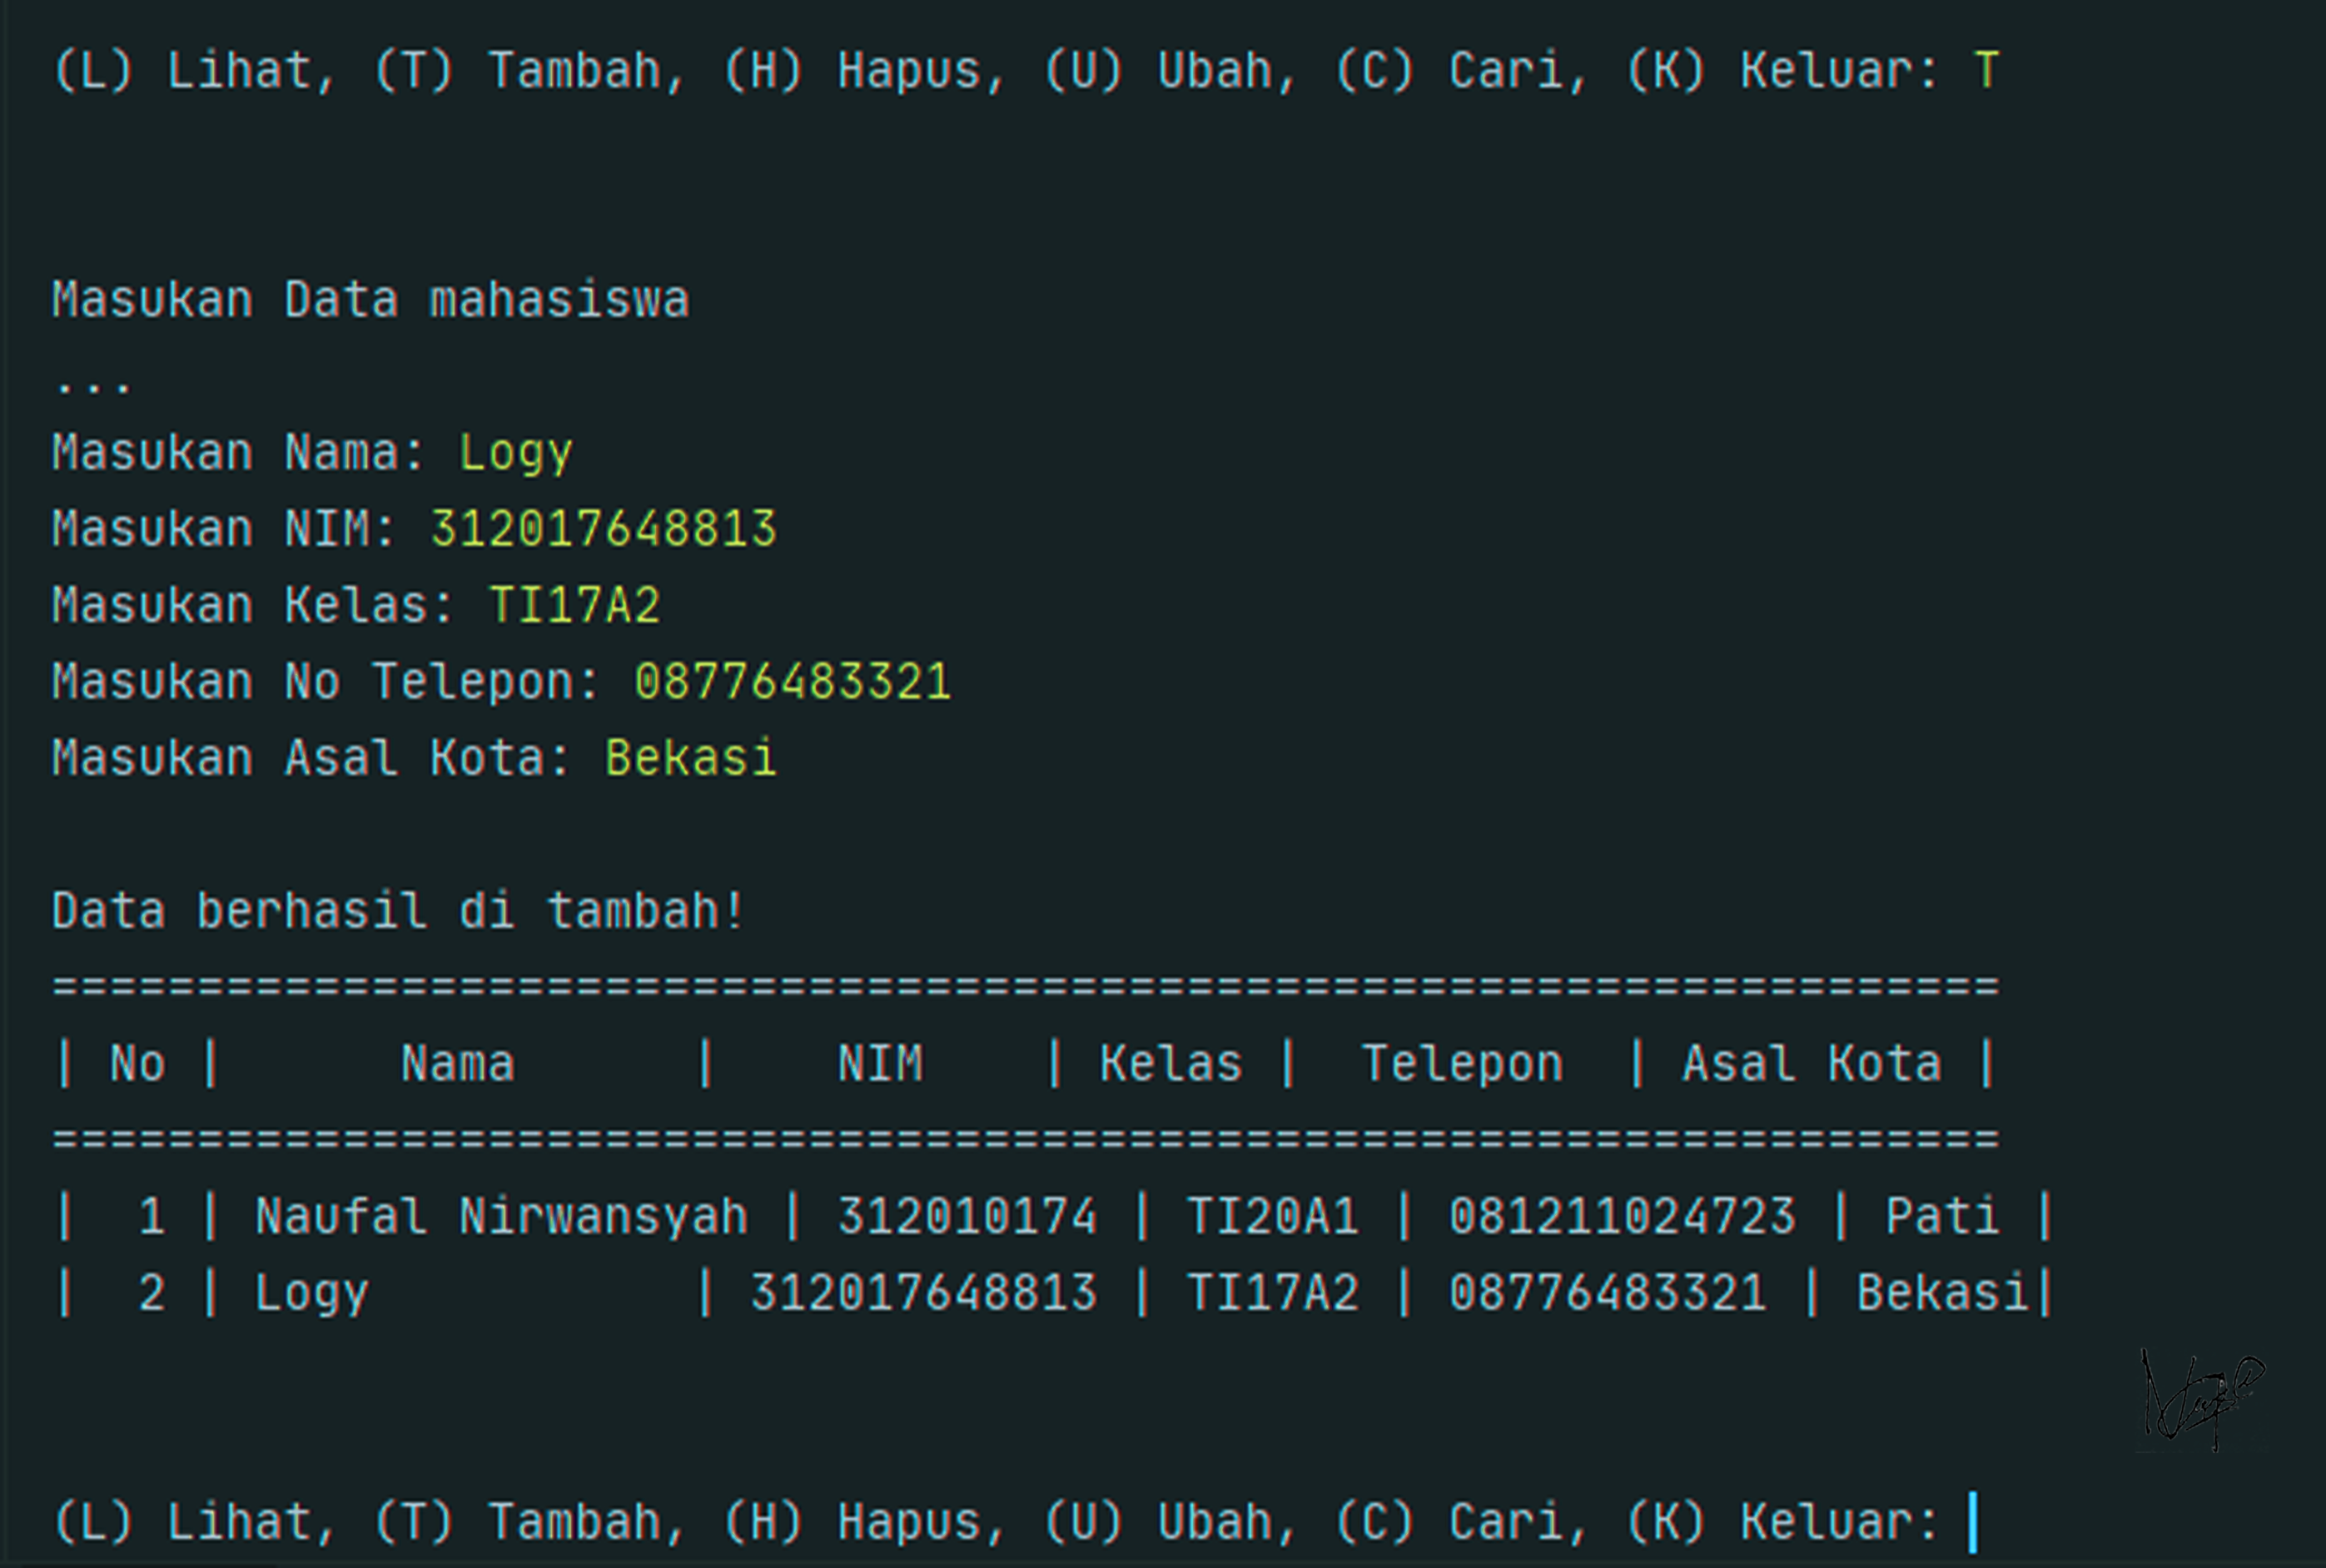 (L) Lihat, (T) Tambah, (H) Hapus, (U) Ubah, (C) Cari, (K) Keluar: T
Masukan Data mahasiswa
...
Masukan Nama: Logy
Masukan NIM: 312017648813
Masukan Kelas: TI17A2
Masukan No Telepon: 08776483321
Masukan Asal Kota: Bekasi
Data berhasil di tambah!
===================================================================
| No |      Nama      |    NIM    | Kelas |  Telepon  | Asal Kota |
===================================================================
|  1 | Naufal Nirwansyah | 312010174 | TI20A1 | 081211024723 | Pati |
|  2 | Logy           | 312017648813 | TI17A2 | 08776483321 | Bekasi|
(L) Lihat, (T) Tambah, (H) Hapus, (U) Ubah, (C) Cari, (K) Keluar: